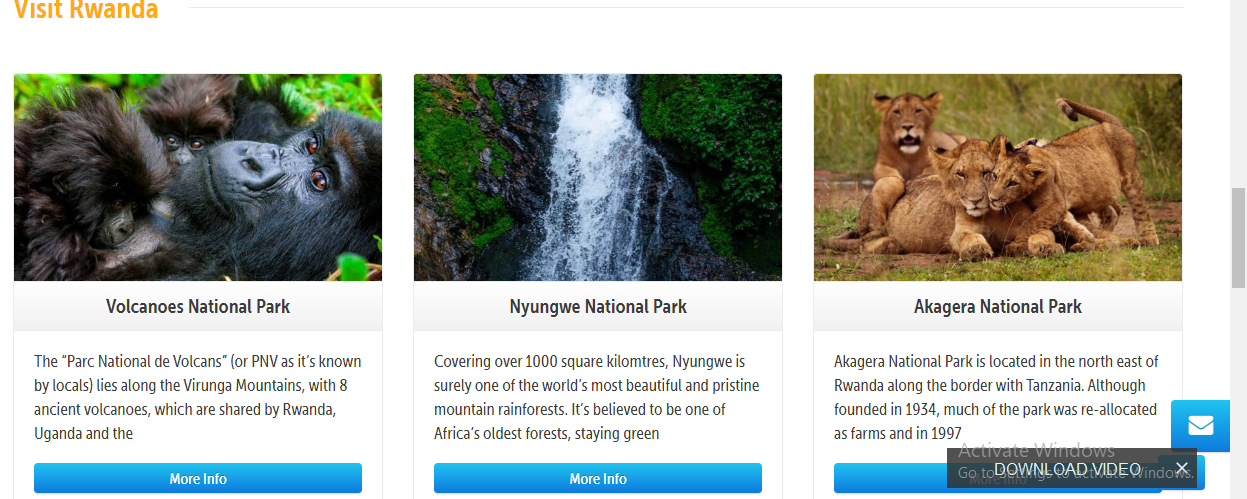 Visit Rwanda
Volcanoes National Park
Nyungwe National Park
Akagera National Park
The “Parc National de Volcans” (or PNV as it’s known
by locals) lies along the Virunga Mountains, with 8
ancient volcanoes, which are shared by Rwanda,
Uganda and the
Covering over 1000 square kilomtres, Nyungwe is
surely one of the world’s most beautiful and pristine
mountain rainforests. It’s believed to be one of
Africa’s oldest forests, staying green
Akagera National Park is located in the north east of
Rwanda along the border with Tanzania. Although
founded in 1934, much of the park was re-allocated
as farms and in 1997
More Info
More Info
More Info
Activate Windows
Go to Settings to activate Windows.
DOWNLOAD VIDEO